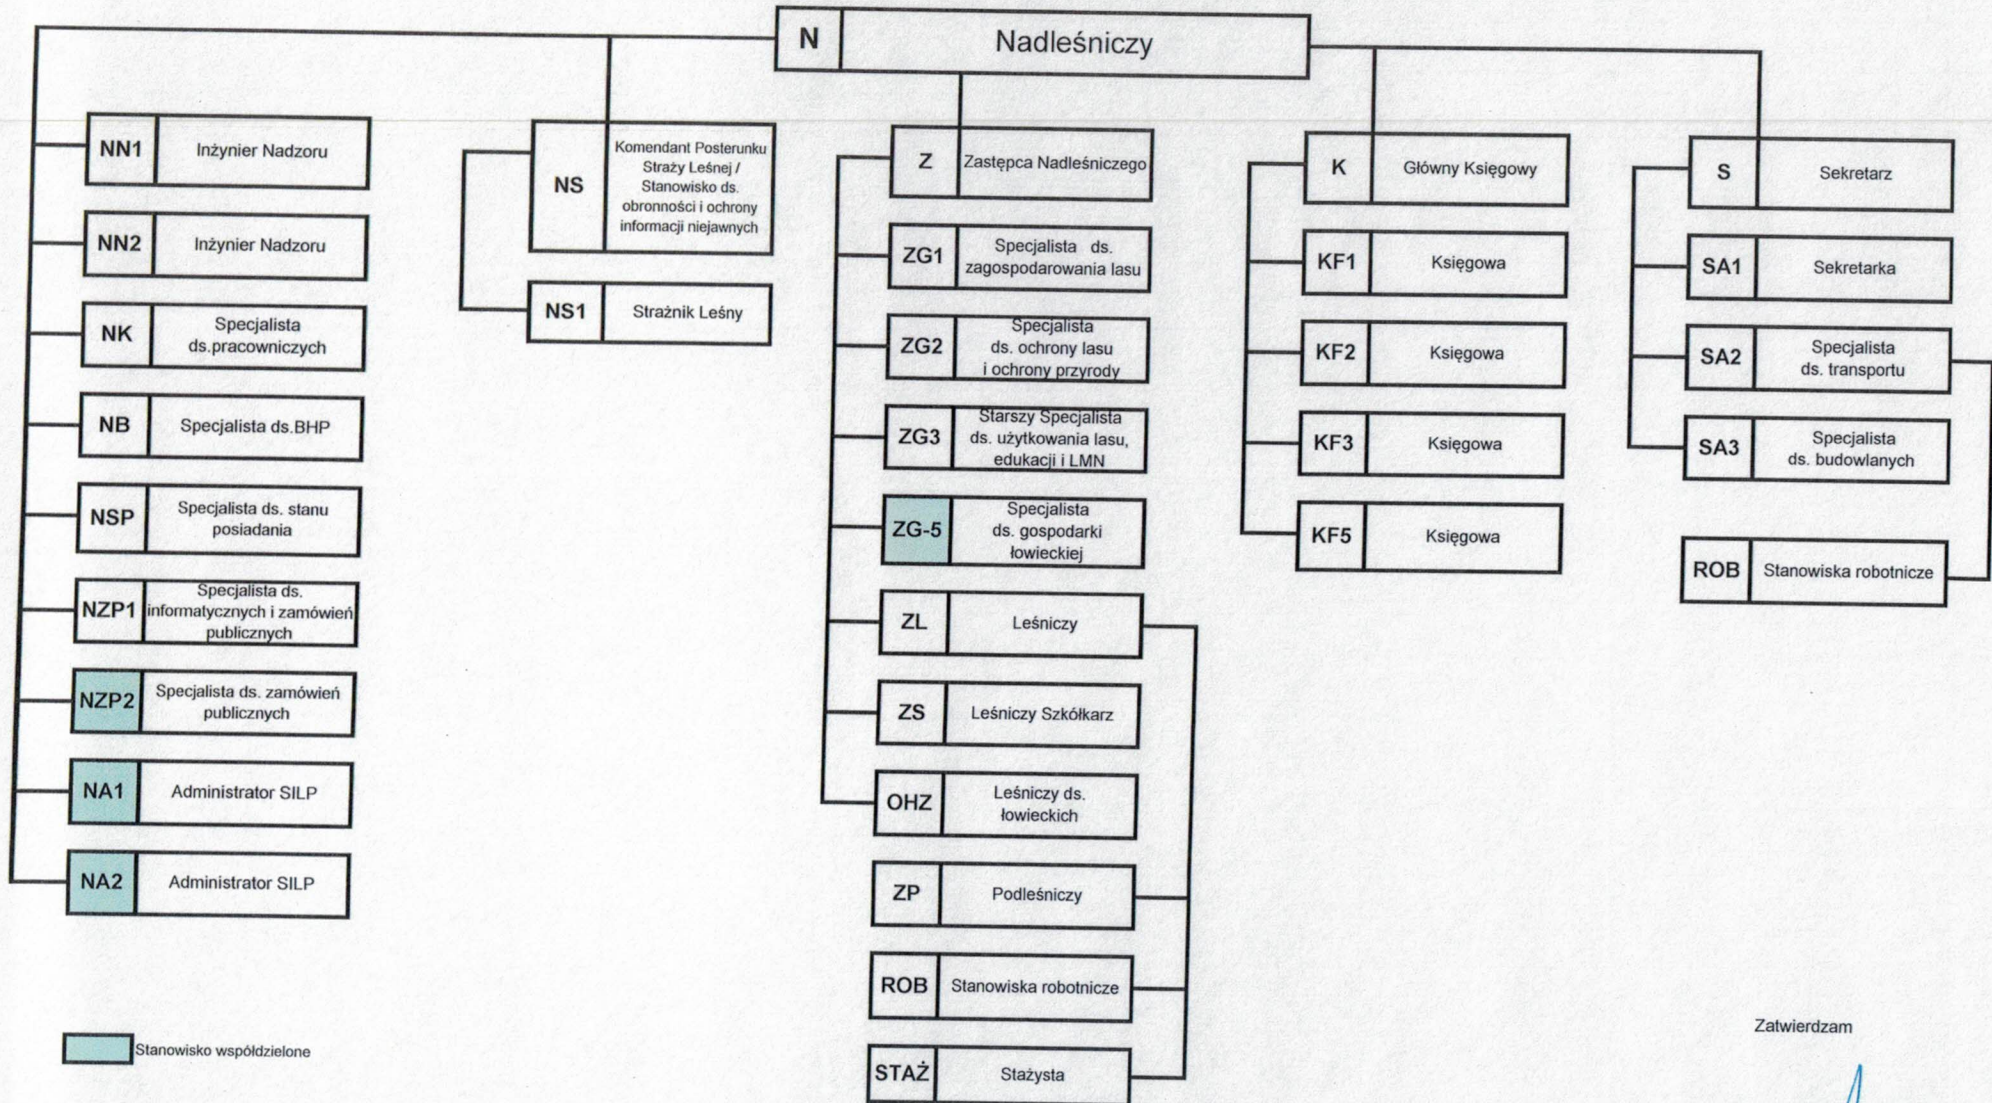 N
Nadleśniczy
NN1
Inżynier Nadzoru
NN2
Inżynier Nadzoru
NK
Specjalista
ds.pracowniczych
NB
Specjalista ds.BHP
NSP
Specjalista ds. stanu
posiadania
NZP1
Specjalista ds.
informatycznych i zamówień
publicznych
NZP2
Specjalista ds. zamówień
publicznych
NA1
Administrator SILP
NA2
Administrator SILP
NS
Komendant Posterunku
Straży Leśnej /
Stanowisko ds.
obronności i ochrony
informacji niejawnych
NS1
Strażnik Leśny
Z
Zastępca Nadleśniczego
ZG1
Specjalista ds.
zagospodarowania lasu
ZG2
Specjalista
ds. ochrony lasu
i ochrony przyrody
ZG3
Starszy Specjalista
ds. użytkowania lasu,
edukacji i LMN
ZG-5
Specjalista
ds. gospodarki
łowieckiej
ZL
Leśniczy
ZS
Leśniczy Szkółkarz
OHZ
Leśniczy ds.
łowieckich
ZP
Podleśniczy
ROB
Stanowiska robotnicze
STAŻ
Stażysta
K
Główny Księgowy
KF1
Księgowa
KF2
Księgowa
KF3
Księgowa
KF5
Księgowa
S
Sekretarz
SA1
Sekretarka
SA2
Specjalista
ds. transportu
SA3
Specjalista
ds. budowlanych
ROB
Stanowiska robotnicze
Stanowisko współdzielone
Zatwierdzam